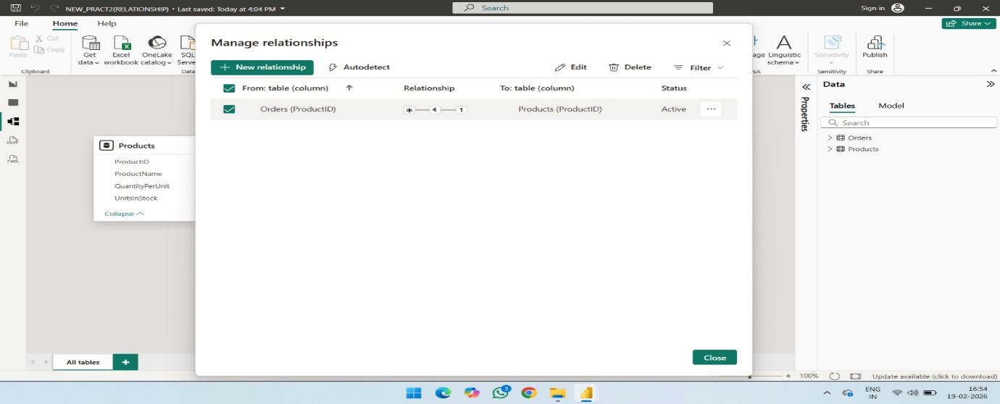 NEW_PRACT2(RELATIONSHIP) • Last saved: Today at 4:04 PM
Search
Sign in
File Home Help
Share
Paste
Cut
Copy
Clipboard
Get data
Excel workbook
OneLake catalog
SQL Serve
Data
age
Linguistic schema
Sensitivity
Sensitivity
Publish
Share
Manage relationships
New relationship
Autodetect
Edit
Delete
Filter
From: table (column) Relationship To: table (column) Status
Orders (ProductID) * 1 Products (ProductID) Active ...
Close
Products
ProductID
ProductName
QuantityPerUnit
UnitsInStock
Collapse
Properties
Data
Tables Model
Search
Orders
Products
All tables +
100%
Update available (click to download)
3
ENG
IN
16:54
19-02-2026